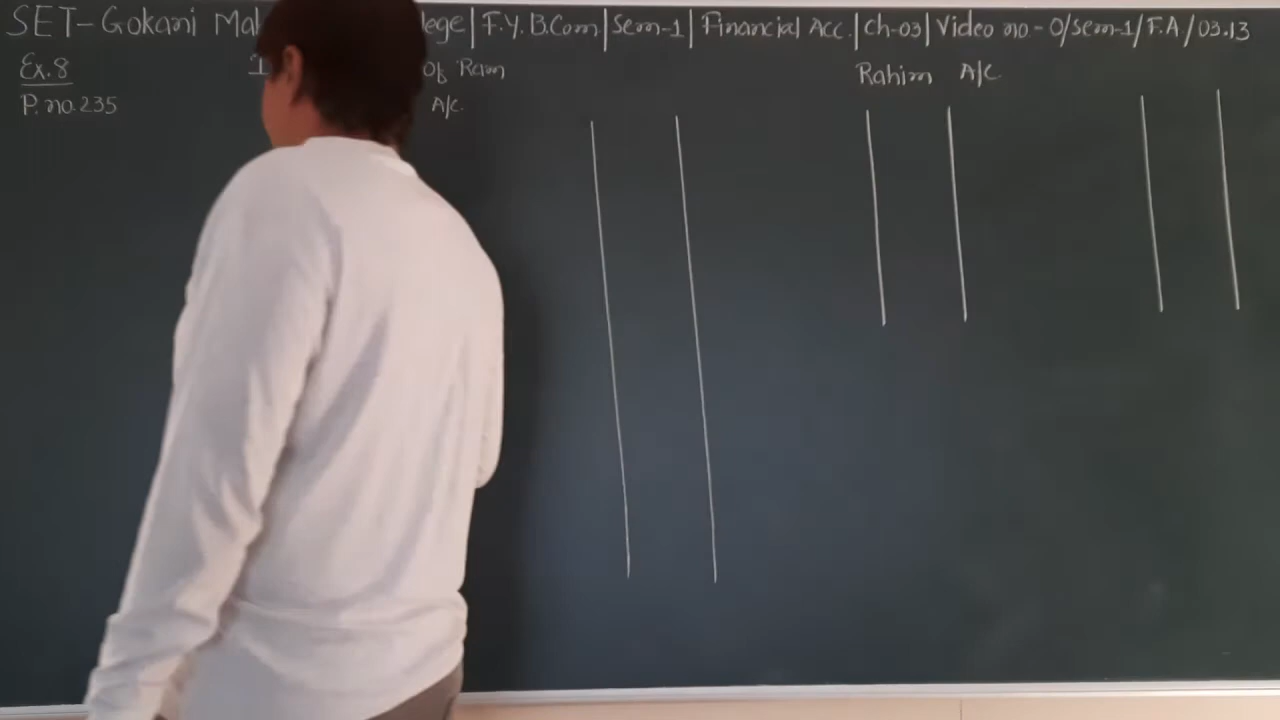 SET-Gokani Mah lege | F.Y.B.Com | Sem-1 | Financial Acc. | Ch-03 | Video no - 0/Sem-1/F.A/03.13
Ex.8
P. no. 235
Of Ram
A/C.
Rahim A/C